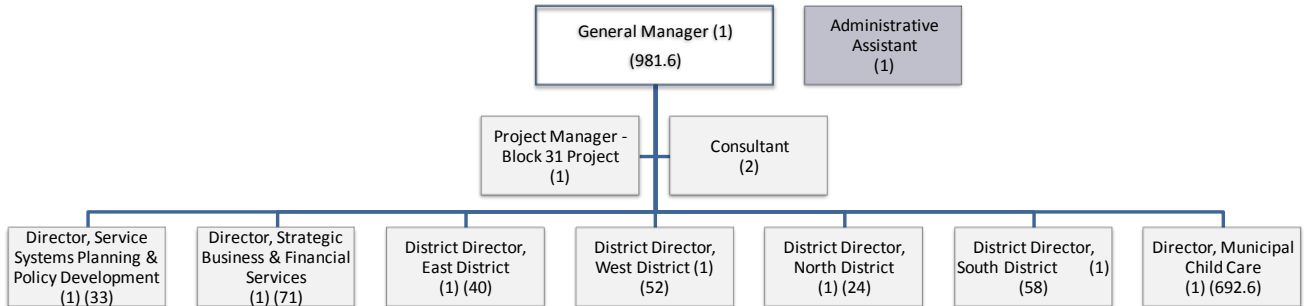 General Manager (1)
(981.6)
Administrative
Assistant
(1)
Project Manager -
Block 31 Project
(1)
Consultant
(2)
Director, Service
Systems Planning &
Policy Development
(1) (33)
Director, Strategic
Business & Financial
Services
(1) (71)
District Director,
East District
(1) (40)
District Director,
West District (1)
(52)
District Director,
North District
(1) (24)
District Director,
South District (1)
(58)
Director, Municipal
Child Care
(1) (692.6)